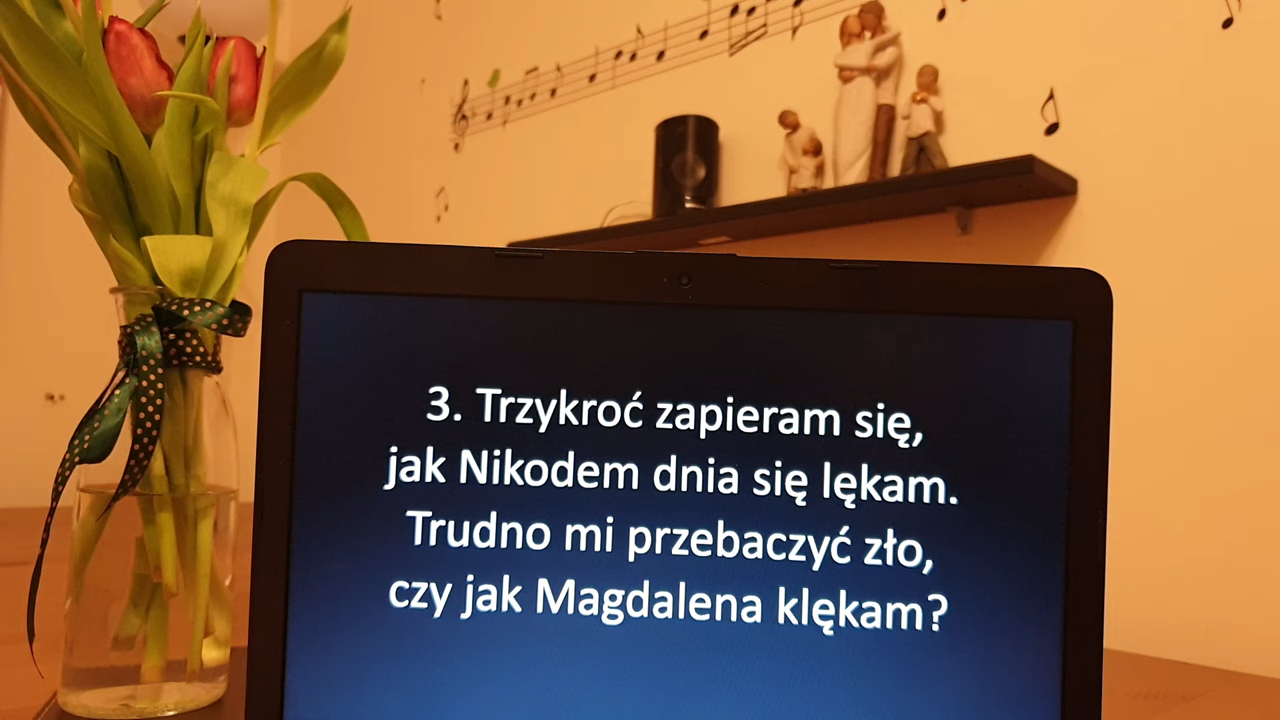 3. Trzykroć zapieram się,
jak Nikodem dnia się lękam.
Trudno mi przebaczyć zło,
czy jak Magdalena klękam?